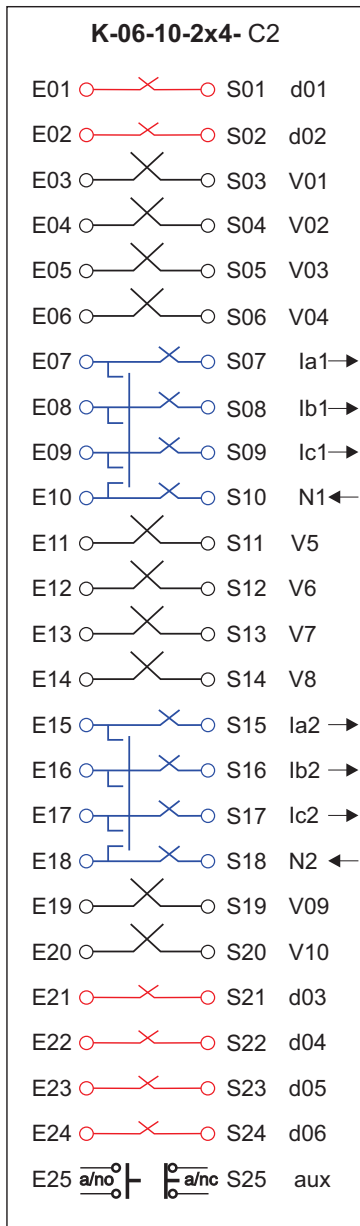 K-06-10-2x4- C2
E01 S01 d01
E02 S02 d02
E03 S03 V01
E04 S04 V02
E05 S05 V03
E06 S06 V04
E07 S07 Ia1
E08 S08 Ib1
E09 S09 Ic1
E10 S10 N1
E11 S11 V5
E12 S12 V6
E13 S13 V7
E14 S14 V8
E15 S15 Ia2
E16 S16 Ib2
E17 S17 Ic2
E18 S18 N2
E19 S19 V09
E20 S20 V10
E21 S21 d03
E22 S22 d04
E23 S23 d05
E24 S24 d06
E25 a/no a/nc S25 aux